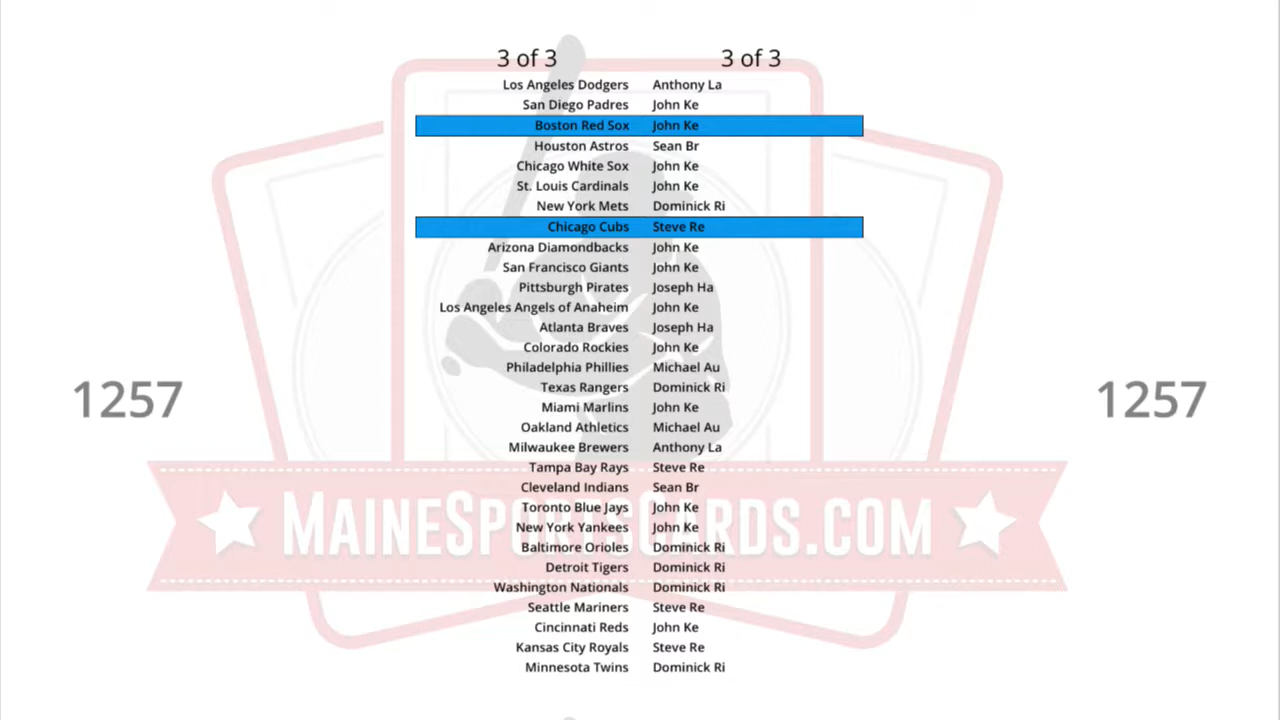 3 of 3 3 of 3
Los Angeles Dodgers Anthony La
San Diego Padres John Ke
Boston Red Sox John Ke
Houston Astros Sean Br
Chicago White Sox John Ke
St. Louis Cardinals John Ke
New York Mets Dominick Ri
Chicago Cubs Steve Re
Arizona Diamondbacks John Ke
San Francisco Giants John Ke
Pittsburgh Pirates Joseph Ha
Los Angeles Angels of Anaheim John Ke
Atlanta Braves Joseph Ha
Colorado Rockies John Ke
Philadelphia Phillies Michael Au
1257 1257
Texas Rangers Dominick Ri
Miami Marlins John Ke
Oakland Athletics Michael Au
Milwaukee Brewers Anthony La
Tampa Bay Rays Steve Re
Cleveland Indians Sean Br
Toronto Blue Jays John Ke
MAINESPORTSCARDS.COM
New York Yankees John Ke
Baltimore Orioles Dominick Ri
Detroit Tigers Dominick Ri
Washington Nationals Dominick Ri
Seattle Mariners Steve Re
Cincinnati Reds John Ke
Kansas City Royals Steve Re
Minnesota Twins Dominick Ri